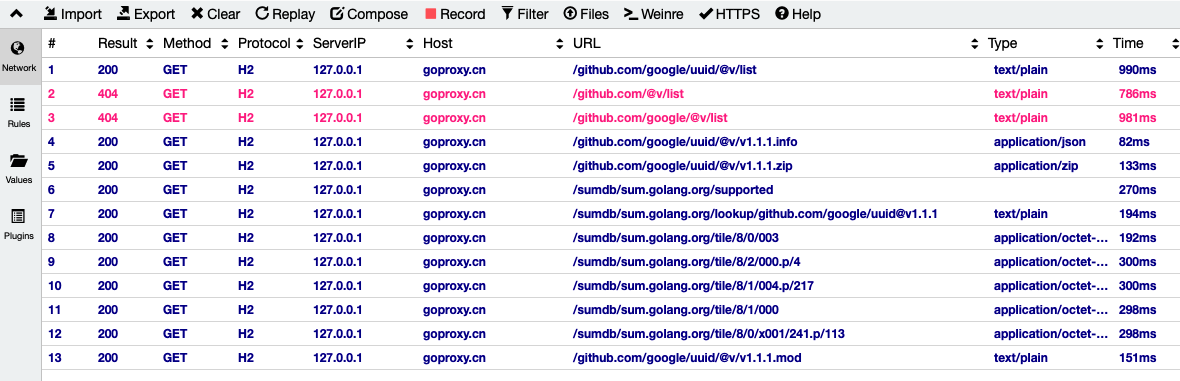 Import Export Clear Replay Compose Record Filter Files Weinre HTTPS Help
Network
Rules
Values
Plugins
# Result Method Protocol ServerIP Host URL Type Time
1 200 GET H2 127.0.0.1 goproxy.cn /github.com/google/uuid/@v/list text/plain 990ms
2 404 GET H2 127.0.0.1 goproxy.cn /github.com/@v/list text/plain 786ms
3 404 GET H2 127.0.0.1 goproxy.cn /github.com/google/@v/list text/plain 981ms
4 200 GET H2 127.0.0.1 goproxy.cn /github.com/google/uuid/@v/v1.1.1.info application/json 82ms
5 200 GET H2 127.0.0.1 goproxy.cn /github.com/google/uuid/@v/v1.1.1.zip application/zip 133ms
6 200 GET H2 127.0.0.1 goproxy.cn /sumdb/sum.golang.org/supported 270ms
7 200 GET H2 127.0.0.1 goproxy.cn /sumdb/sum.golang.org/lookup/github.com/google/uuid@v1.1.1 text/plain 194ms
8 200 GET H2 127.0.0.1 goproxy.cn /sumdb/sum.golang.org/tile/8/0/003 application/octet-... 192ms
9 200 GET H2 127.0.0.1 goproxy.cn /sumdb/sum.golang.org/tile/8/2/000.p/4 application/octet-... 300ms
10 200 GET H2 127.0.0.1 goproxy.cn /sumdb/sum.golang.org/tile/8/1/004.p/217 application/octet-... 300ms
11 200 GET H2 127.0.0.1 goproxy.cn /sumdb/sum.golang.org/tile/8/1/000 application/octet-... 298ms
12 200 GET H2 127.0.0.1 goproxy.cn /sumdb/sum.golang.org/tile/8/0/x001/241.p/113 application/octet-... 298ms
13 200 GET H2 127.0.0.1 goproxy.cn /github.com/google/uuid/@v/v1.1.1.mod text/plain 151ms